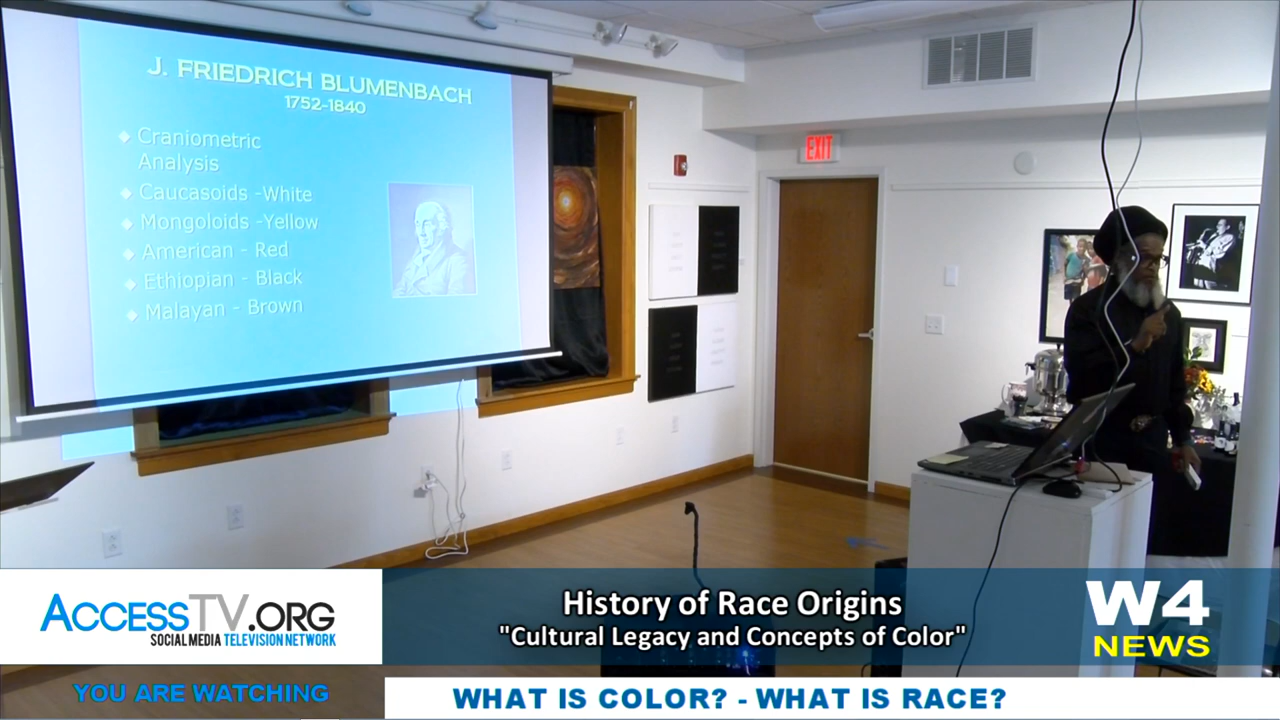 J. FRIEDRICH BLUMENBACH
1752-1840
Craniometric
Analysis
Caucasoids -White
Mongoloids -Yellow
American - Red
Ethiopian - Black
Malayan - Brown
EXIT
ACCESSTV.ORG
SOCIAL MEDIA TELEVISION NETWORK
History of Race Origins
"Cultural Legacy and Concepts of Color"
W4
NEWS
YOU ARE WATCHING
WHAT IS COLOR? - WHAT IS RACE?